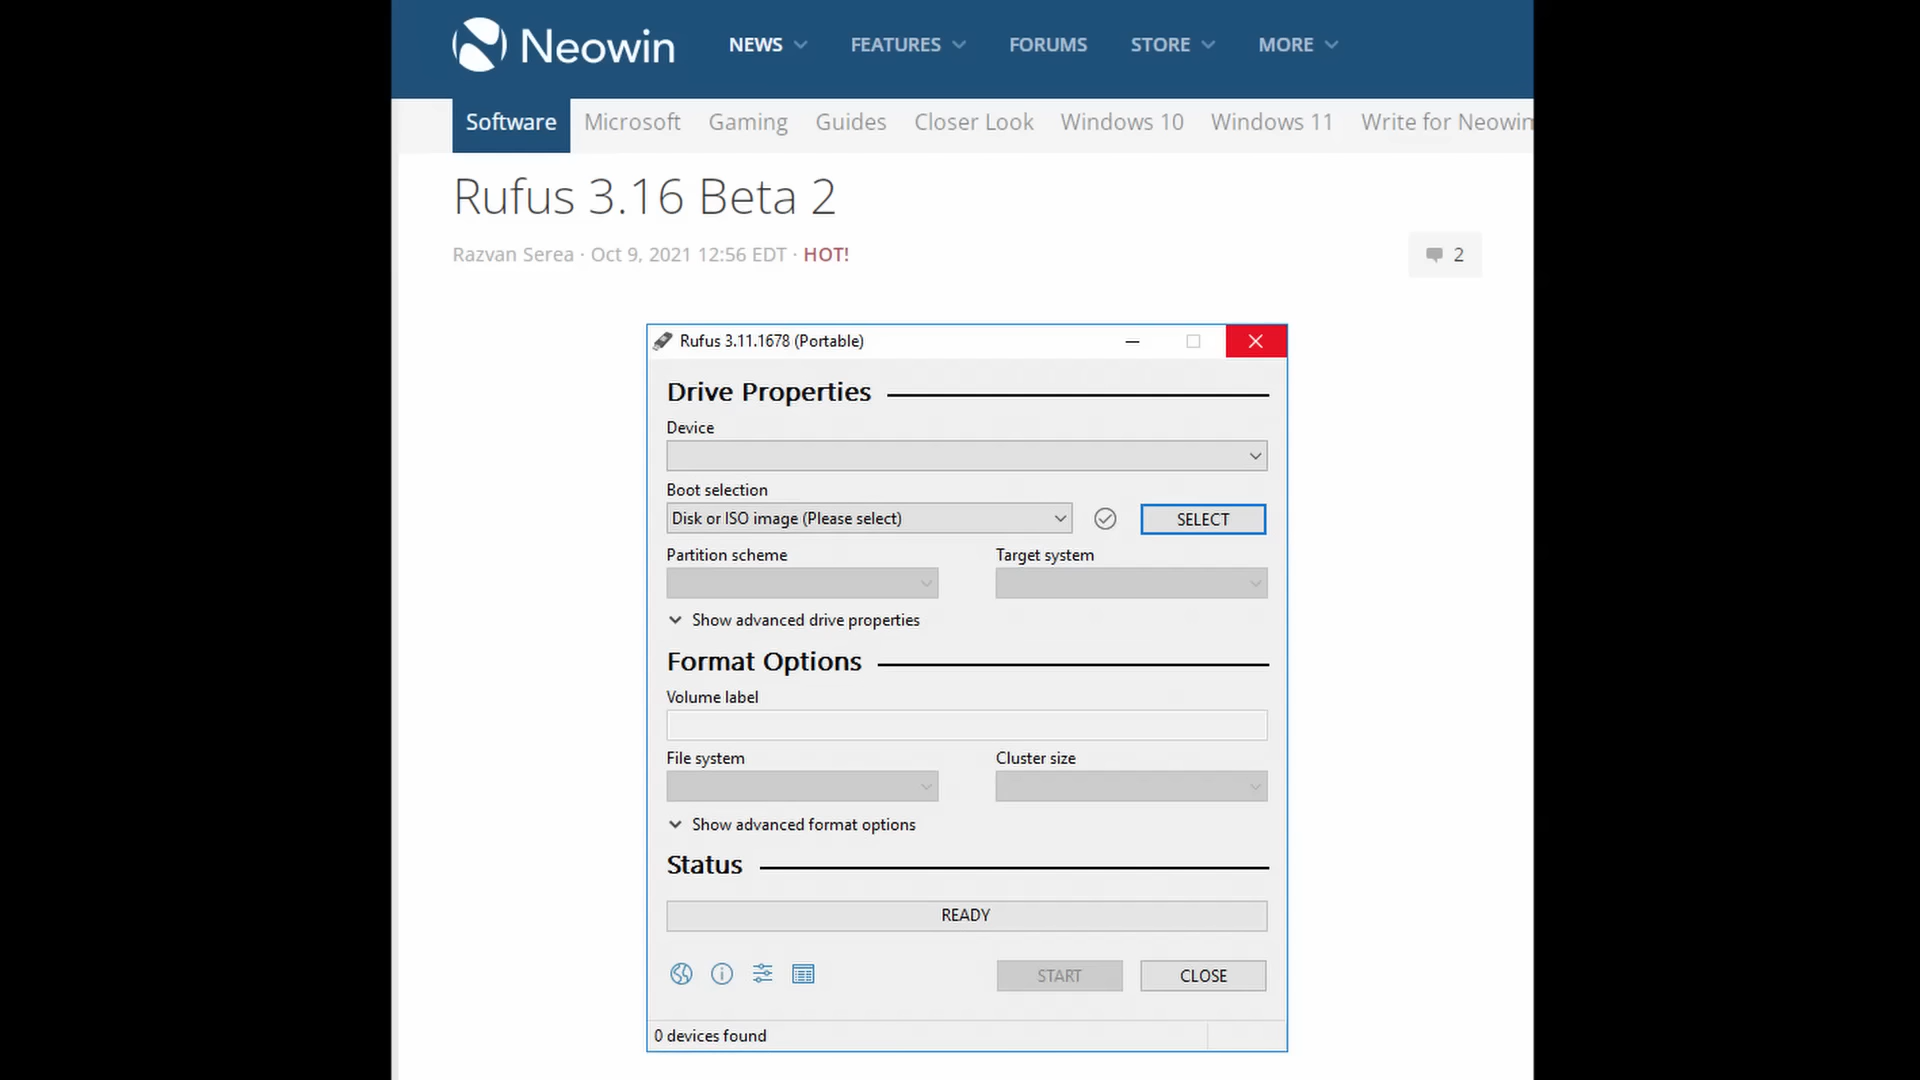 Neowin NEWS FEATURES FORUMS STORE MORE
Software Microsoft Gaming Guides Closer Look Windows 10 Windows 11 Write for Neowin
Rufus 3.16 Beta 2
Razvan Serea · Oct 9, 2021 12:56 EDT · HOT!
2
Rufus 3.11.1678 (Portable)
Drive Properties
Device
Boot selection
Disk or ISO image (Please select) SELECT
Partition scheme Target system
Show advanced drive properties
Format Options
Volume label
File system Cluster size
Show advanced format options
Status
READY
START CLOSE
0 devices found